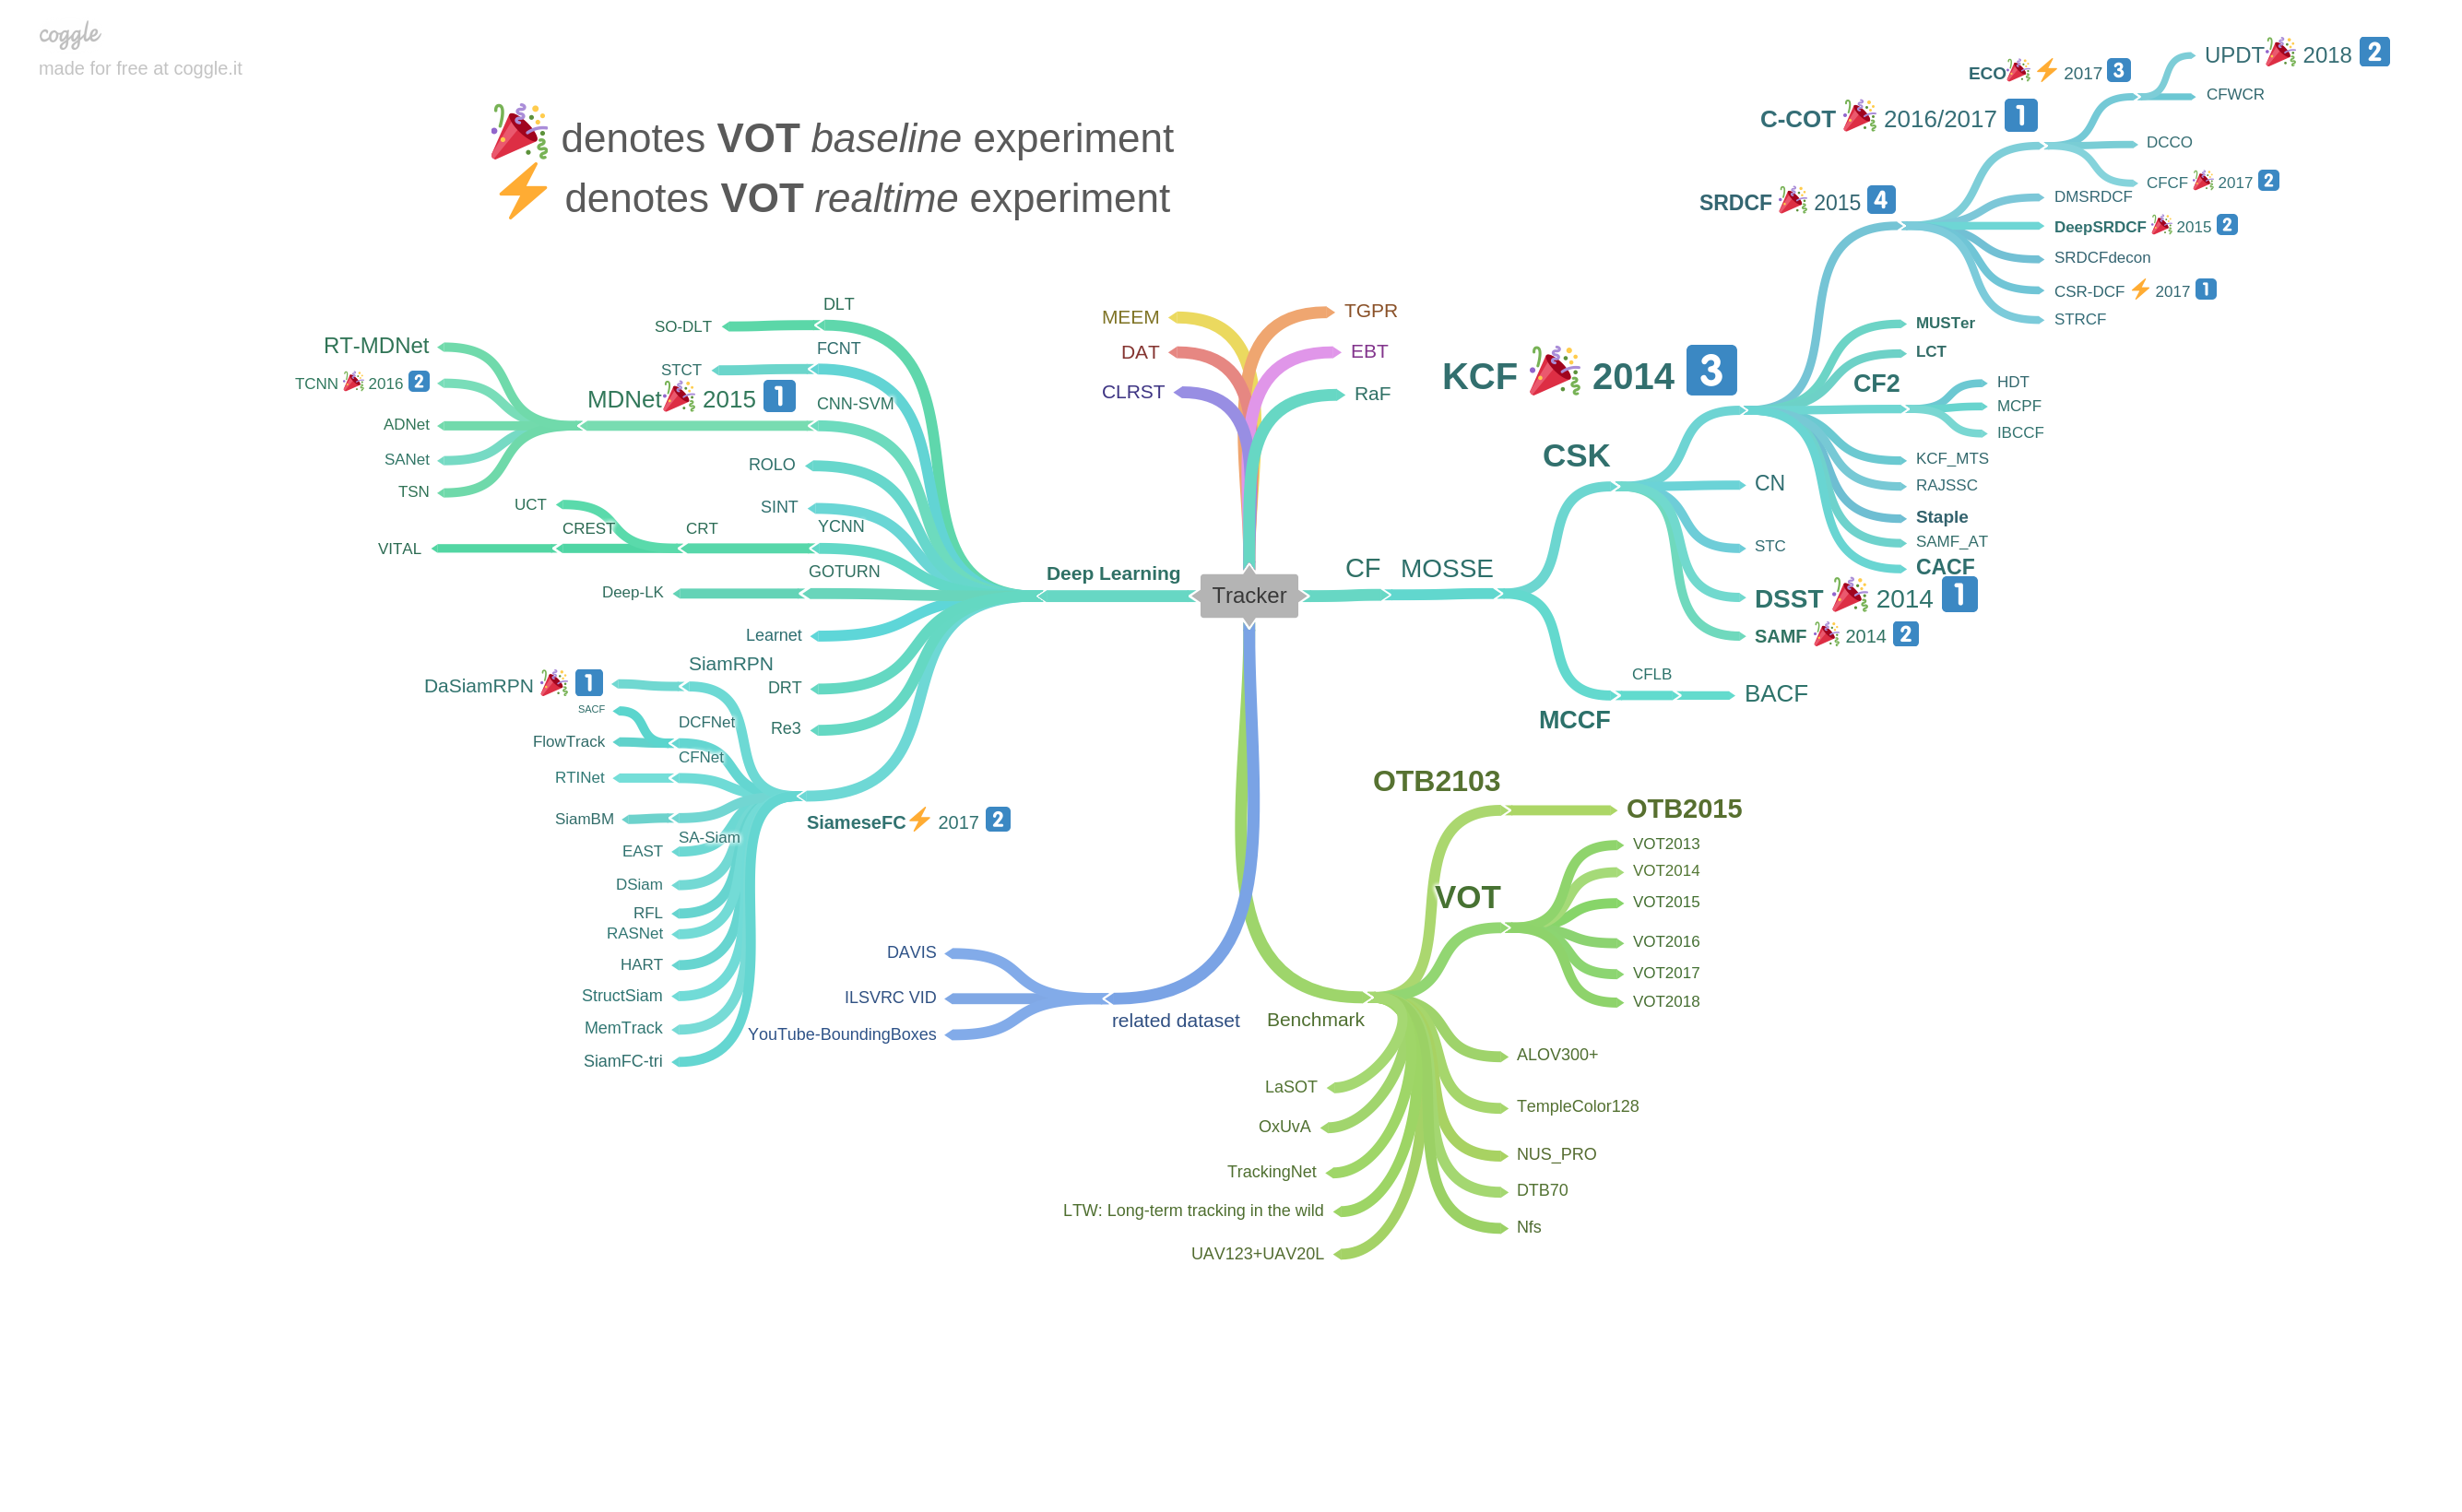 coggle
made for free at coggle.it
🎉 denotes VOT baseline experiment
⚡ denotes VOT realtime experiment
UPDT🎉 2018 2️⃣
ECO🎉⚡ 2017 3️⃣
CFWCR
C-COT 🎉 2016/2017 1️⃣
DCCO
CFCF 🎉 2017 2️⃣
SRDCF 🎉 2015 4️⃣
DMSRDCF
DeepSRDCF 🎉 2015 2️⃣
SRDCFdecon
CSR-DCF ⚡ 2017 1️⃣
STRCF
MUSTer
LCT
KCF 🎉 2014 3️⃣
CF2
HDT
MCPF
IBCCF
KCF_MTS
RAJSSC
Staple
SAMF_AT
CACF
CSK
CN
STC
DSST 🎉 2014 1️⃣
SAMF 🎉 2014 2️⃣
CF
MOSSE
CFLB
BACF
MCCF
MEEM
DAT
CLRST
TGPR
EBT
RaF
Tracker
Deep Learning
DLT
SO-DLT
FCNT
STCT
CNN-SVM
MDNet🎉 2015 1️⃣
RT-MDNet
TCNN 🎉 2016 2️⃣
ADNet
SANet
TSN
ROLO
SINT
YCNN
CRT
CREST
UCT
VITAL
GOTURN
Deep-LK
Learnet
DRT
Re3
SiamRPN
DaSiamRPN 🎉 1️⃣
SACF
DCFNet
FlowTrack
CFNet
RTINet
SiamBM
SA-Siam
SiameseFC⚡ 2017 2️⃣
EAST
DSiam
RFL
RASNet
HART
StructSiam
MemTrack
SiamFC-tri
DAVIS
ILSVRC VID
YouTube-BoundingBoxes
related dataset
Benchmark
OTB2103
OTB2015
VOT
VOT2013
VOT2014
VOT2015
VOT2016
VOT2017
VOT2018
ALOV300+
TempleColor128
NUS_PRO
DTB70
Nfs
LaSOT
OxUvA
TrackingNet
LTW: Long-term tracking in the wild
UAV123+UAV20L